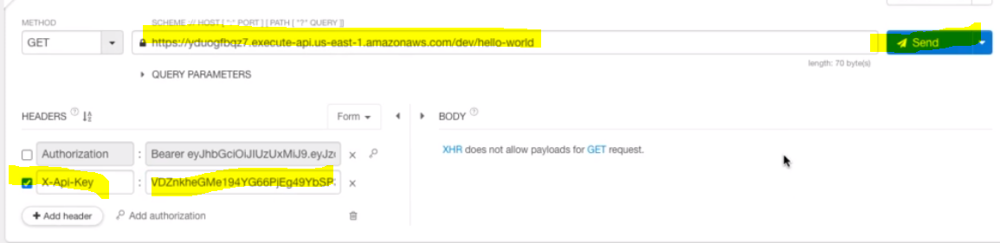 METHOD
SCHEME :// HOST [ ":" PORT ] [ PATH [ "?" QUERY ]]
GET
https://yduogfbqz7.execute-api.us-east-1.amazonaws.com/dev/hello-world
Send
length: 70 byte(s)
QUERY PARAMETERS
HEADERS
Form
BODY
Authorization : Bearer eyJhbGciOiJIUzUxMiJ9.eyJz
XHR does not allow payloads for GET request.
X-Api-Key : VDZnkheGMe194YG66PjEg49YbSP
+ Add header
Add authorization